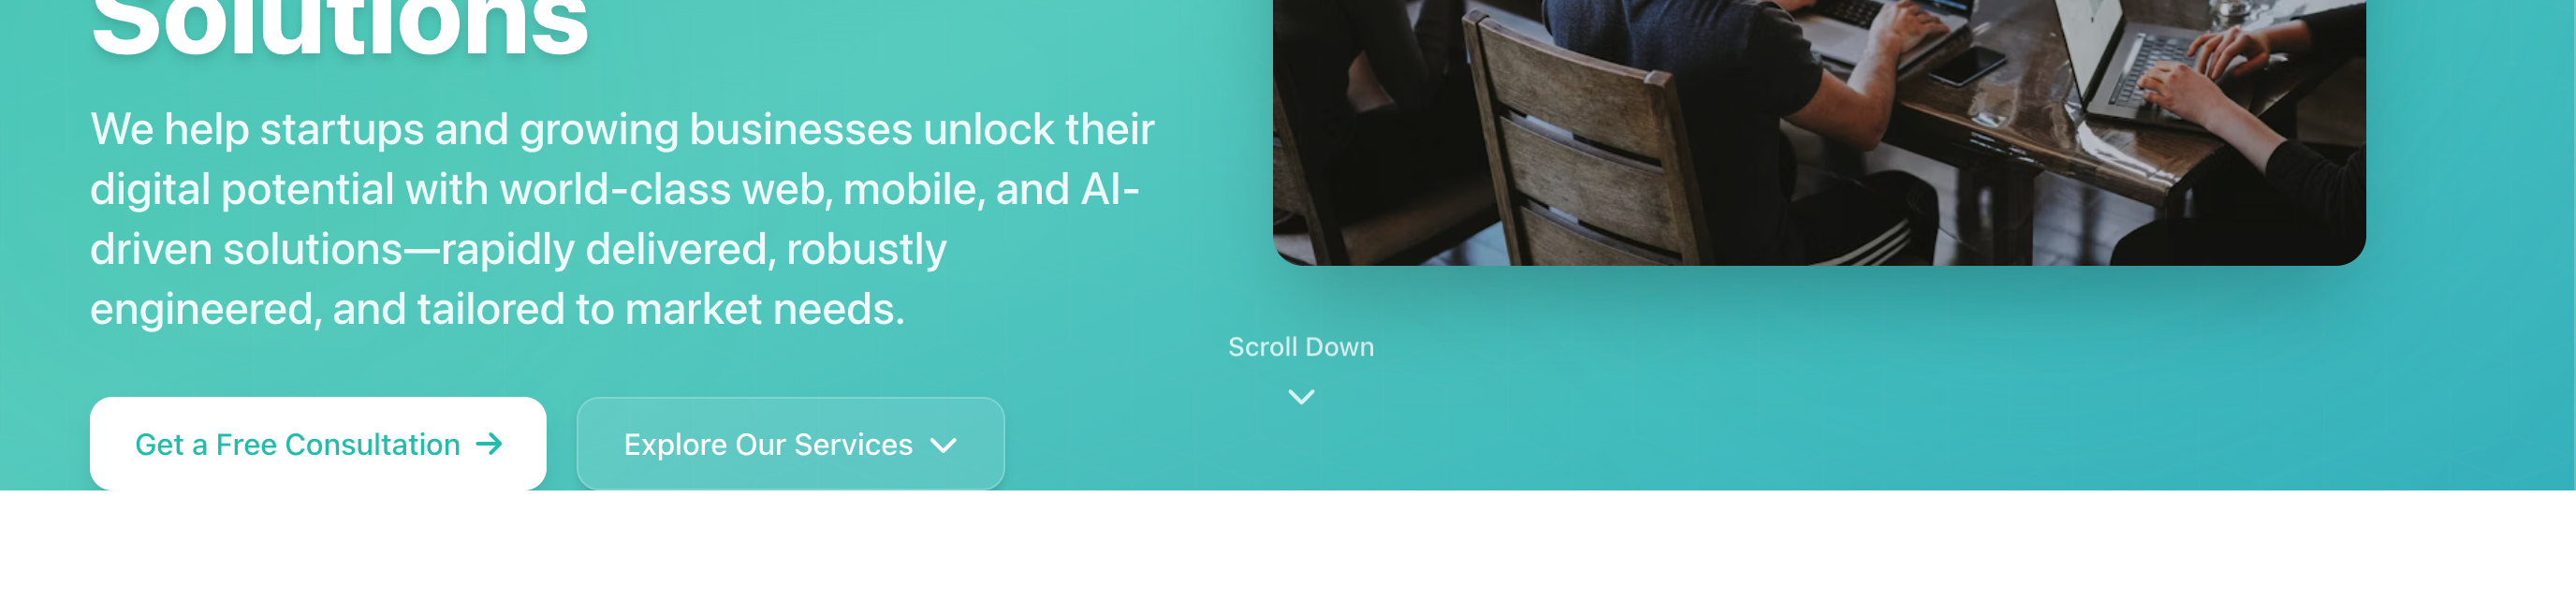 Solutions
We help startups and growing businesses unlock their
digital potential with world-class web, mobile, and AI-
driven solutions—rapidly delivered, robustly
engineered, and tailored to market needs.
Scroll Down
Get a Free Consultation →
Explore Our Services